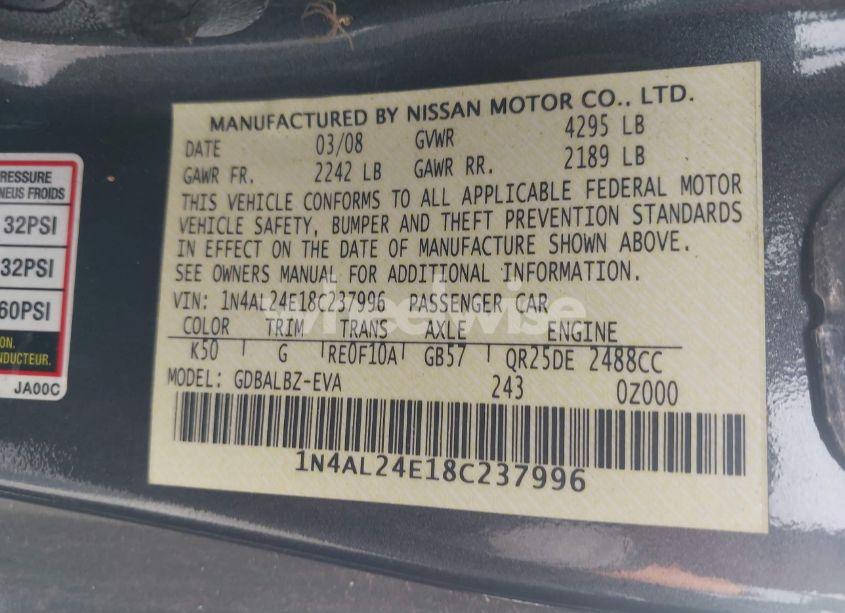 RESSURE
NEUS FROIDS
32PSI
32PSI
60PSI
ON.
NDUCTEUR.
JA00C
MANUFACTURED BY NISSAN MOTOR CO., LTD.
DATE 03/08 GVWR 4295 LB
GAWR FR. 2242 LB GAWR RR. 2189 LB
THIS VEHICLE CONFORMS TO ALL APPLICABLE FEDERAL MOTOR
VEHICLE SAFETY, BUMPER AND THEFT PREVENTION STANDARDS
IN EFFECT ON THE DATE OF MANUFACTURE SHOWN ABOVE.
SEE OWNERS MANUAL FOR ADDITIONAL INFORMATION.
VIN: 1N4AL24E18C237996 PASSENGER CAR
COLOR TRIM TRANS AXLE ENGINE
K50 G RE0F10A GB57 QR25DE 2488CC
MODEL: GDBALBZ-EVA 243 0Z000
1N4AL24E18C237996
wheelwise